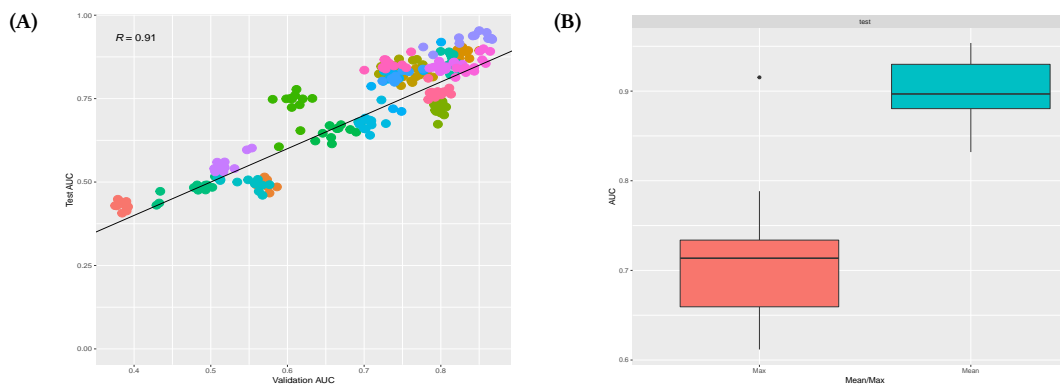 (A)
1.00
0.75
0.50
0.25
0.00
Test AUC
R = 0.91
0.4 0.5 0.6 0.7 0.8
Validation AUC
(B)
test
0.9
0.8
0.7
0.6
AUC
Max Mean
Mean/Max